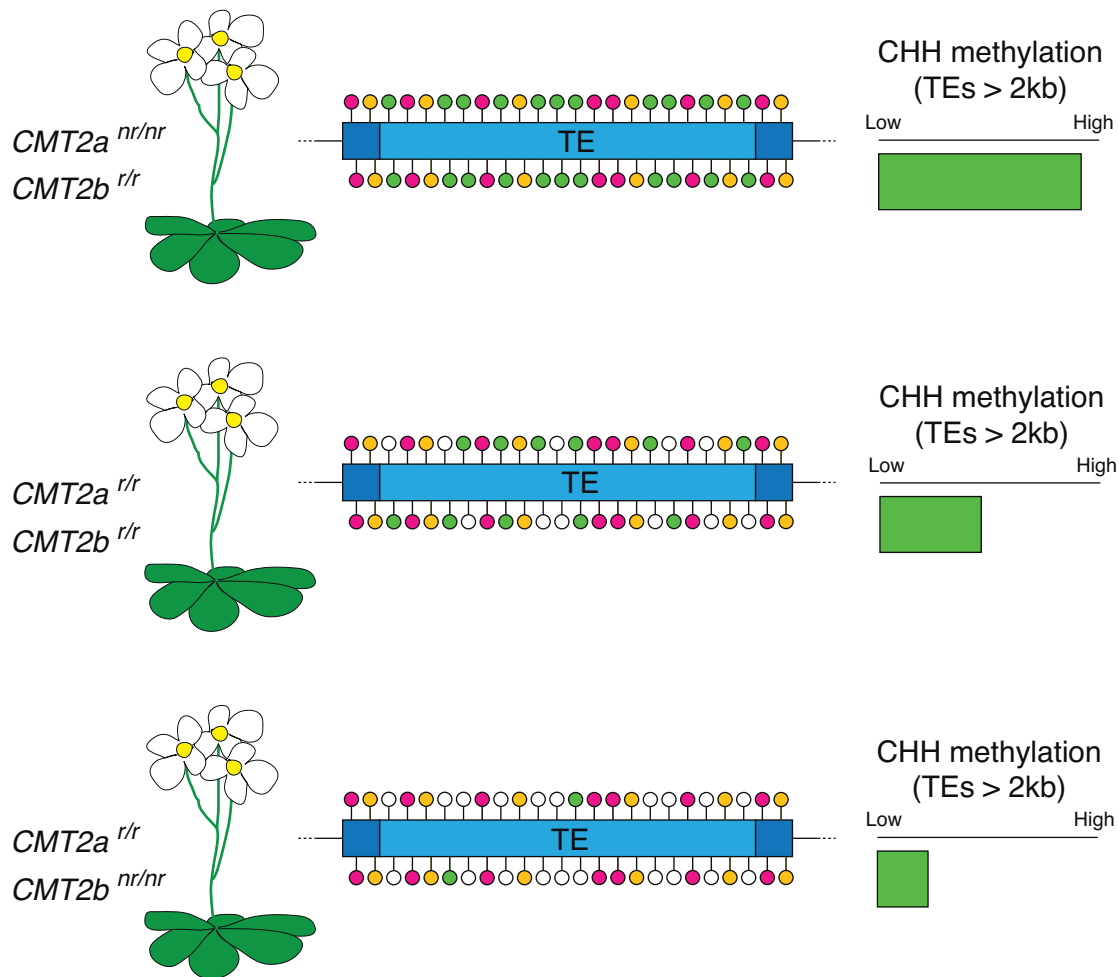 CHH methylation
(TEs > 2kb)
Low High
CMT2a nr/nr
CMT2b r/r
TE
CHH methylation
(TEs > 2kb)
Low High
CMT2a r/r
CMT2b r/r
TE
CHH methylation
(TEs > 2kb)
Low High
CMT2a r/r
CMT2b nr/nr
TE